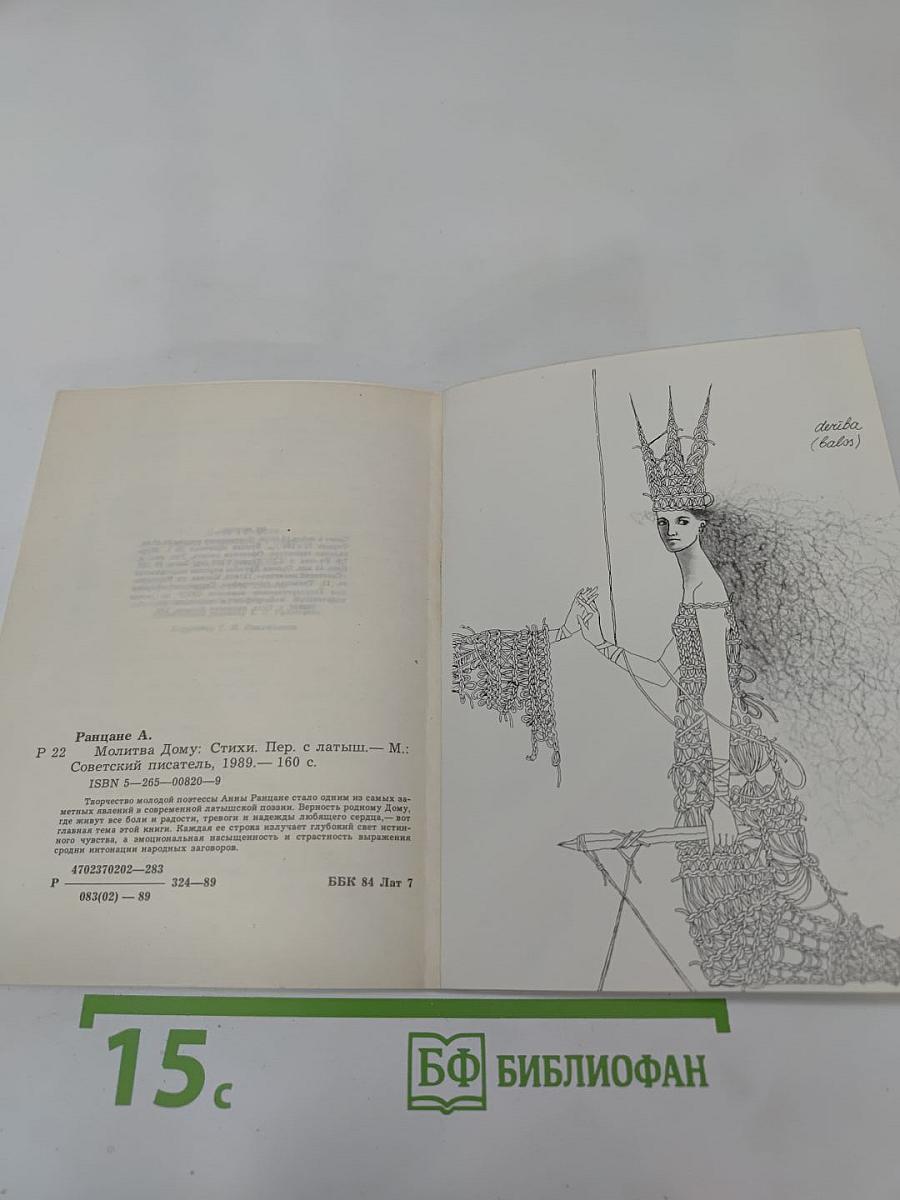 Ранцане А.
Р 22 Молитва Дому: Стихи. Пер. с латыш.— М.:
Советский писатель, 1989.— 160 с.
ISBN 5—265—00820—9
Творчество молодой поэтессы Анны Ранцане стало одним из самых за-
метных явлений в современной латышской поэзии. Верность родному Дому,
где живут все боли и радости, тревоги и надежды любящего сердца,— вот
главная тема этой книги. Каждая ее строка излучает глубокий свет истин-
ного чувства, а эмоциональная насыщенность и страстность выражения
сродни интонации народных заговоров.
4702370202—283
Р 324—89 ББК 84 Лат 7
083(02) — 89
derība
(balss)
15 с
БФ БИБЛИОФАН